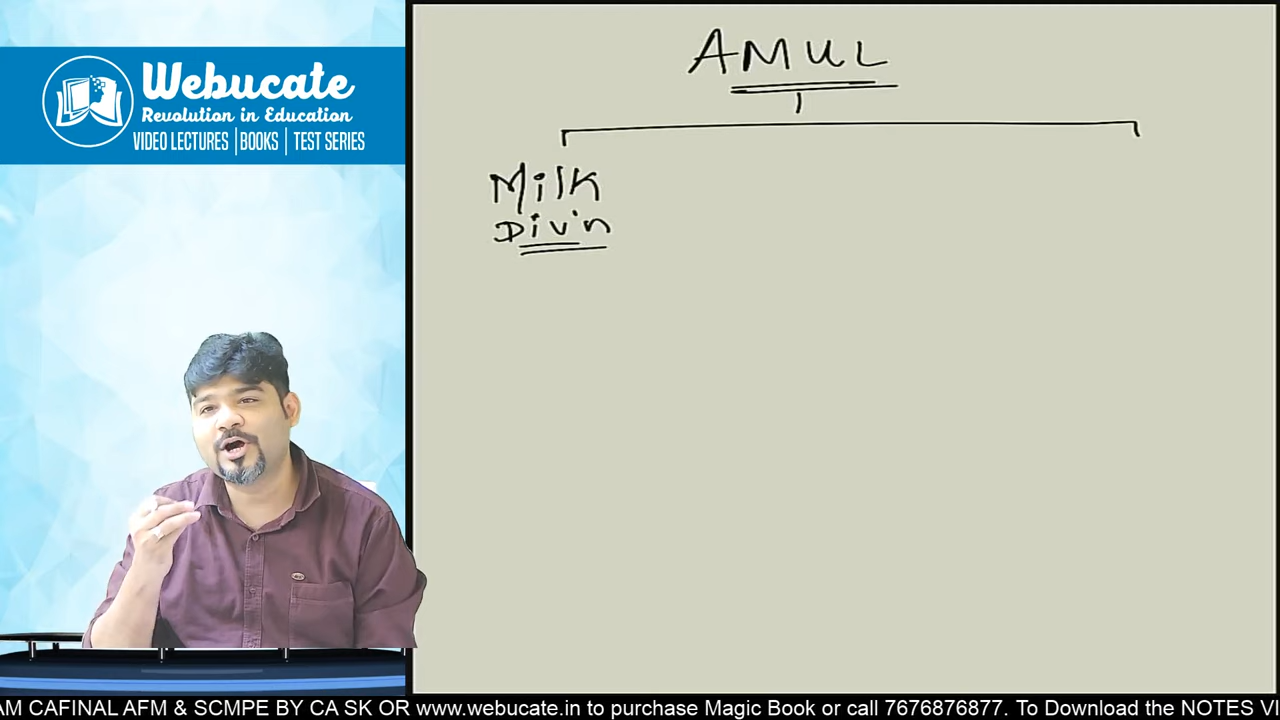 Webucate
Revolution in Education
VIDEO LECTURES | BOOKS | TEST SERIES
AMUL
Milk
Div'n
AM CAFINAL AFM & SCMPE BY CA SK OR www.webucate.in to purchase Magic Book or call 7676876877. To Download the NOTES VI